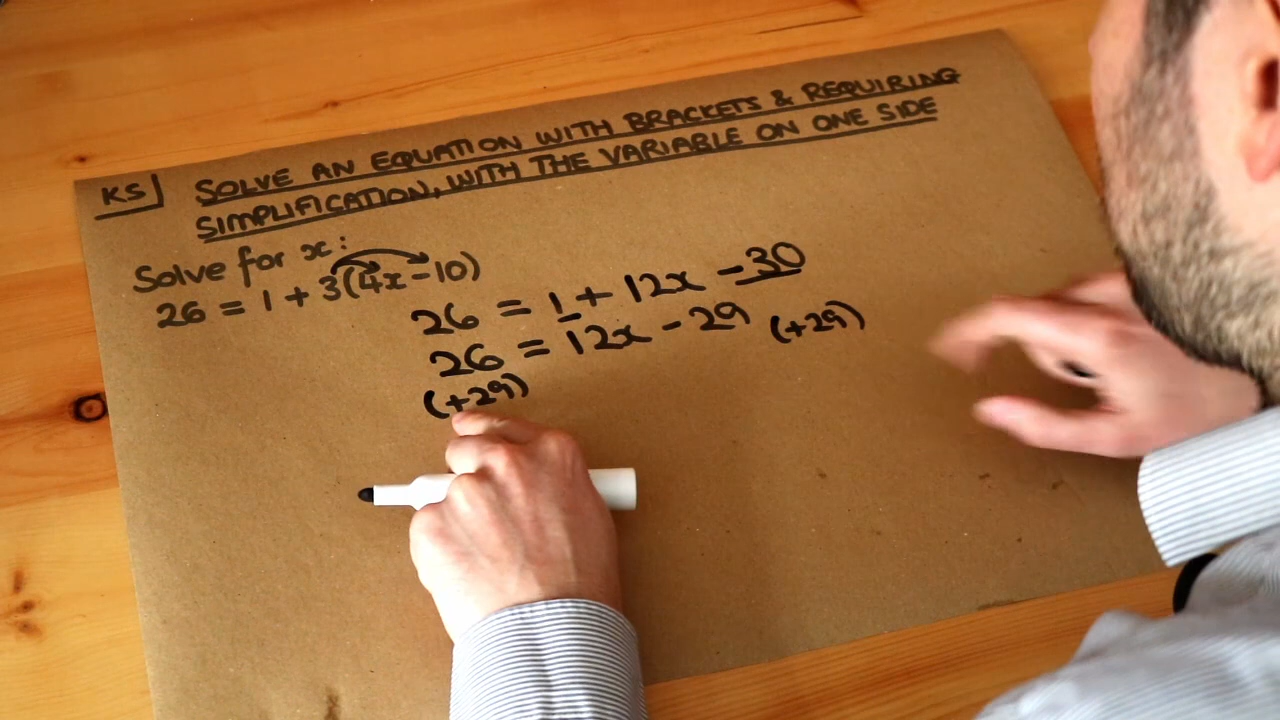 KS
SOLVE AN EQUATION WITH BRACKETS & REQUIRING
SIMPLIFICATION, WITH THE VARIABLE ON ONE SIDE
Solve for x:
26 = 1 + 3(4x - 10)
26 = 1 + 12x - 30
26 = 12x - 29 (+29)
(+29)